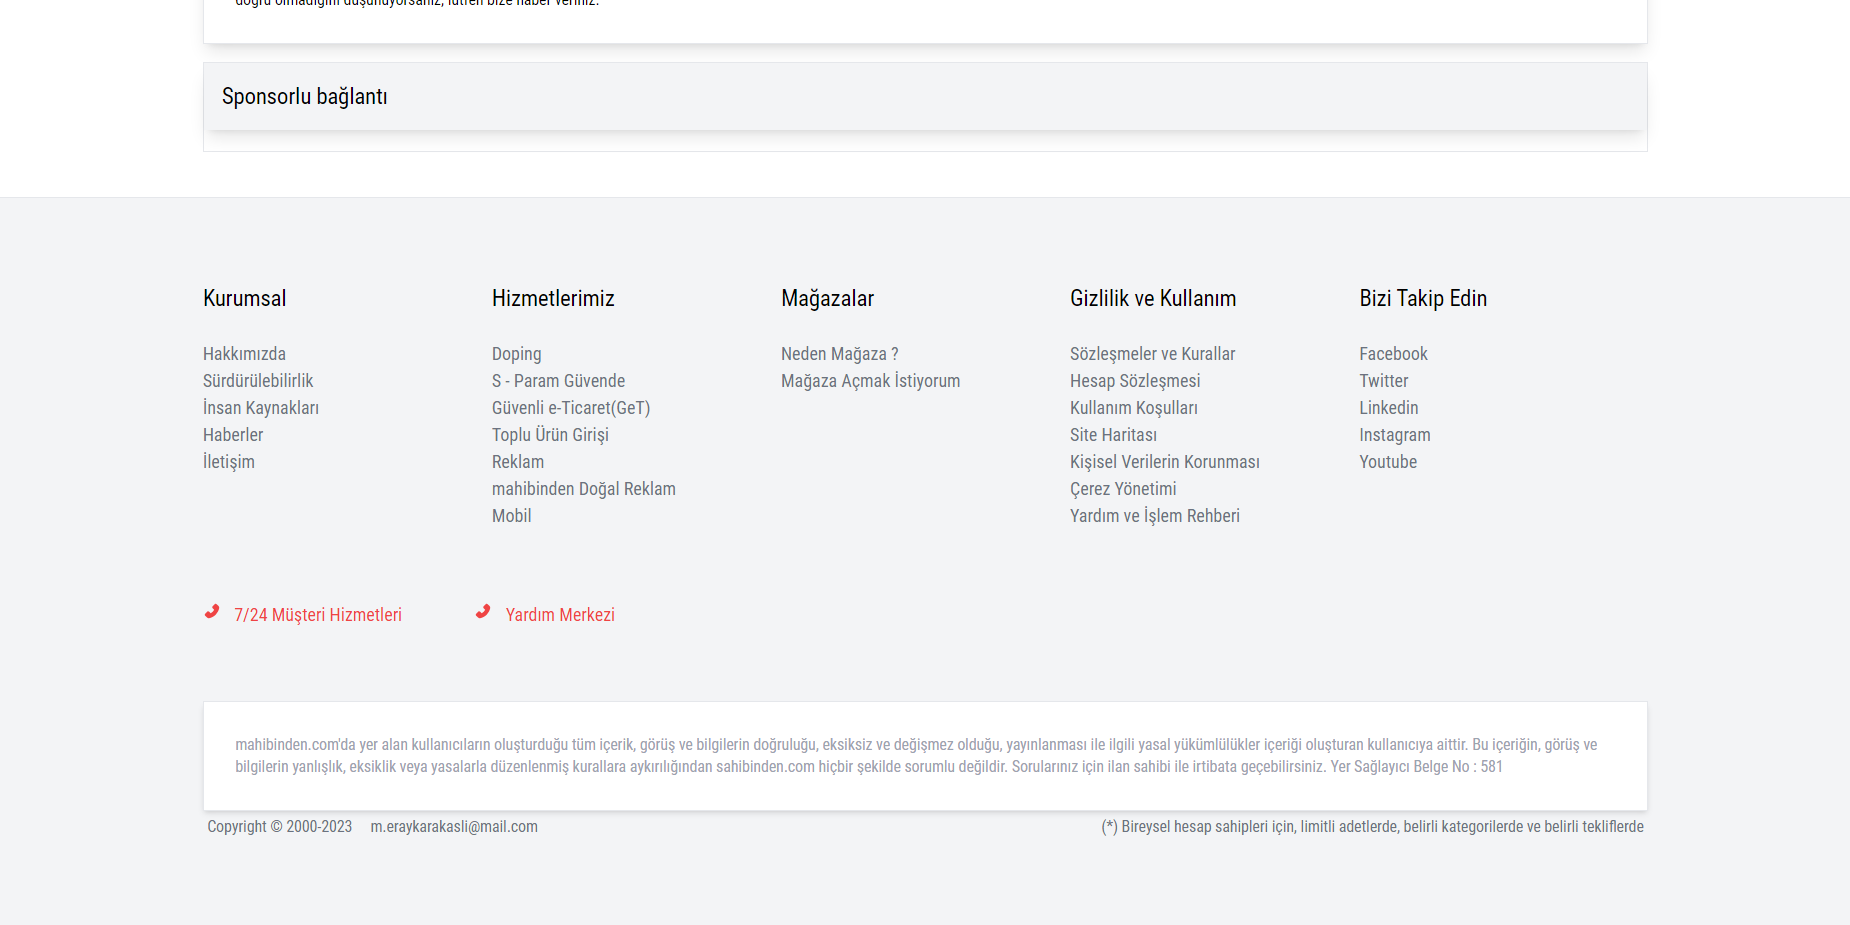 doğru olmadığını düşünüyorsanız, lütfen bize haber veriniz.
Sponsorlu bağlantı
Kurumsal
Hakkımızda
Sürdürülebilirlik
İnsan Kaynakları
Haberler
İletişim
Hizmetlerimiz
Doping
S - Param Güvende
Güvenli e-Ticaret(GeT)
Toplu Ürün Girişi
Reklam
mahibinden Doğal Reklam
Mobil
Mağazalar
Neden Mağaza ?
Mağaza Açmak İstiyorum
Gizlilik ve Kullanım
Sözleşmeler ve Kurallar
Hesap Sözleşmesi
Kullanım Koşulları
Site Haritası
Kişisel Verilerin Korunması
Çerez Yönetimi
Yardım ve İşlem Rehberi
Bizi Takip Edin
Facebook
Twitter
Linkedin
Instagram
Youtube
7/24 Müşteri Hizmetleri
Yardım Merkezi
mahibinden.com'da yer alan kullanıcıların oluşturduğu tüm içerik, görüş ve bilgilerin doğruluğu, eksiksiz ve değişmez olduğu, yayınlanması ile ilgili yasal yükümlülükler içeriği oluşturan kullanıcıya aittir. Bu içeriğin, görüş ve
bilgilerin yanlışlık, eksiklik veya yasalarla düzenlenmiş kurallara aykırılığından sahibinden.com hiçbir şekilde sorumlu değildir. Sorularınız için ilan sahibi ile irtibata geçebilirsiniz. Yer Sağlayıcı Belge No : 581
Copyright © 2000-2023 m.eraykarakasli@mail.com
(*) Bireysel hesap sahipleri için, limitli adetlerde, belirli kategorilerde ve belirli tekliflerde